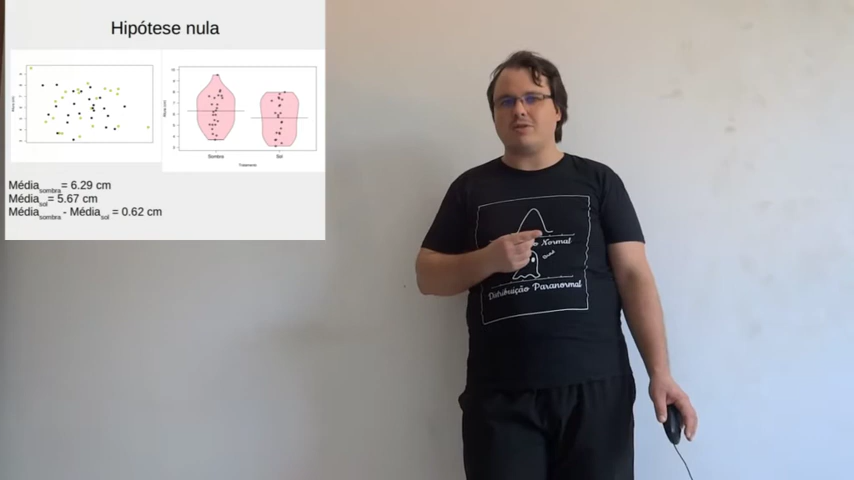 Hipótese nula
Sombra
Sol
Tratamento
Média sombra = 6.29 cm
Média sol = 5.67 cm
Média sombra - Média sol = 0.62 cm
Normal
Distribuição Paranormal